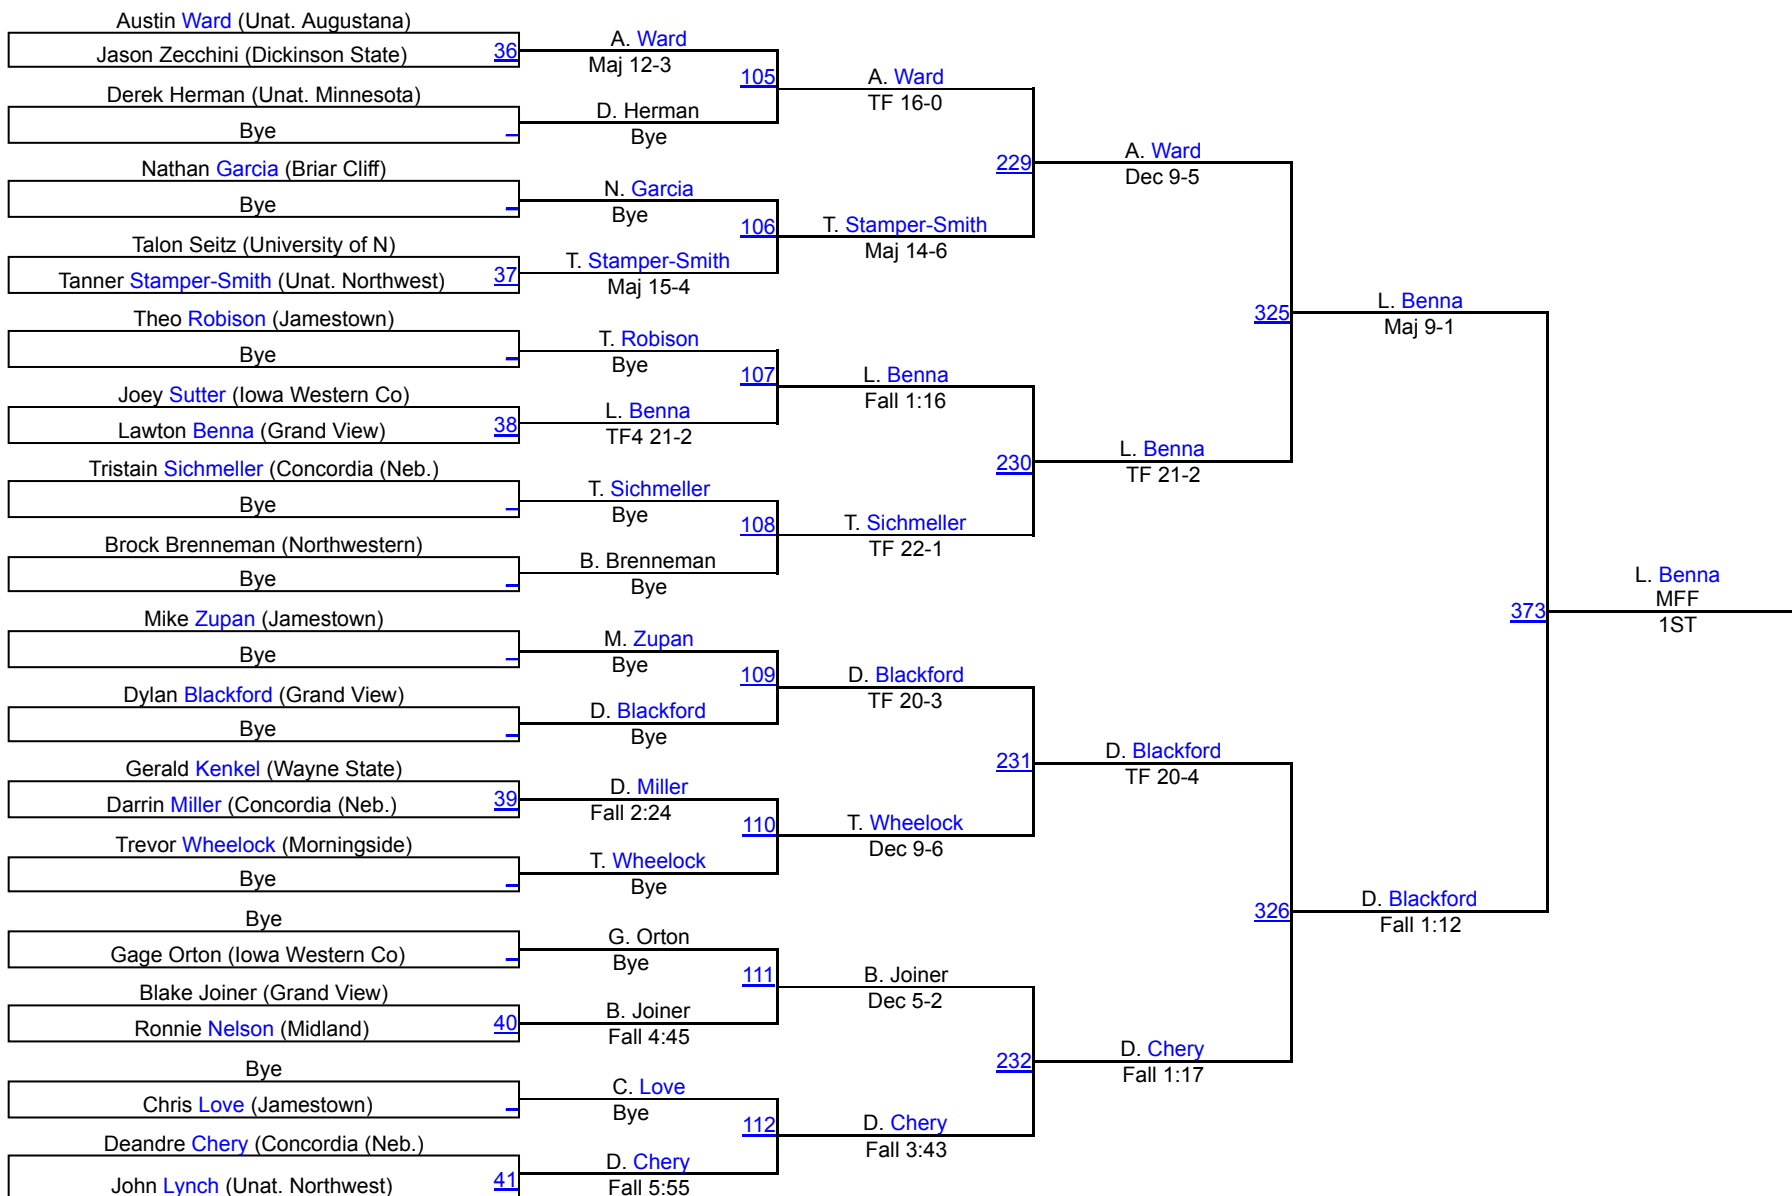 Austin Ward (Unat. Augustana)
Jason Zecchini (Dickinson State)
36
Derek Herman (Unat. Minnesota)
Bye
Nathan Garcia (Briar Cliff)
Bye
Talon Seitz (University of N)
Tanner Stamper-Smith (Unat. Northwest)
37
Theo Robison (Jamestown)
Bye
Joey Sutter (Iowa Western Co)
Lawton Benna (Grand View)
38
Tristain Sichmeller (Concordia (Neb.)
Bye
Brock Brenneman (Northwestern)
Bye
Mike Zupan (Jamestown)
Bye
Dylan Blackford (Grand View)
Bye
Gerald Kenkel (Wayne State)
Darrin Miller (Concordia (Neb.)
39
Trevor Wheelock (Morningside)
Bye
Bye
Gage Orton (Iowa Western Co)
Blake Joiner (Grand View)
Ronnie Nelson (Midland)
40
Bye
Chris Love (Jamestown)
Deandre Chery (Concordia (Neb.)
John Lynch (Unat. Northwest)
41
A. Ward
Maj 12-3
105
D. Herman
Bye
N. Garcia
Bye
106
T. Stamper-Smith
Maj 15-4
T. Robison
Bye
107
L. Benna
TF4 21-2
T. Sichmeller
Bye
108
B. Brenneman
Bye
M. Zupan
Bye
109
D. Blackford
Bye
D. Miller
Fall 2:24
110
T. Wheelock
Bye
G. Orton
Bye
111
B. Joiner
Fall 4:45
C. Love
Bye
112
D. Chery
Fall 5:55
A. Ward
TF 16-0
229
T. Stamper-Smith
Maj 14-6
L. Benna
Fall 1:16
230
T. Sichmeller
TF 22-1
D. Blackford
TF 20-3
231
T. Wheelock
Dec 9-6
B. Joiner
Dec 5-2
232
D. Chery
Fall 3:43
A. Ward
Dec 9-5
325
L. Benna
TF 21-2
D. Blackford
TF 20-4
326
D. Chery
Fall 1:17
L. Benna
Maj 9-1
373
D. Blackford
Fall 1:12
L. Benna
MFF
1ST